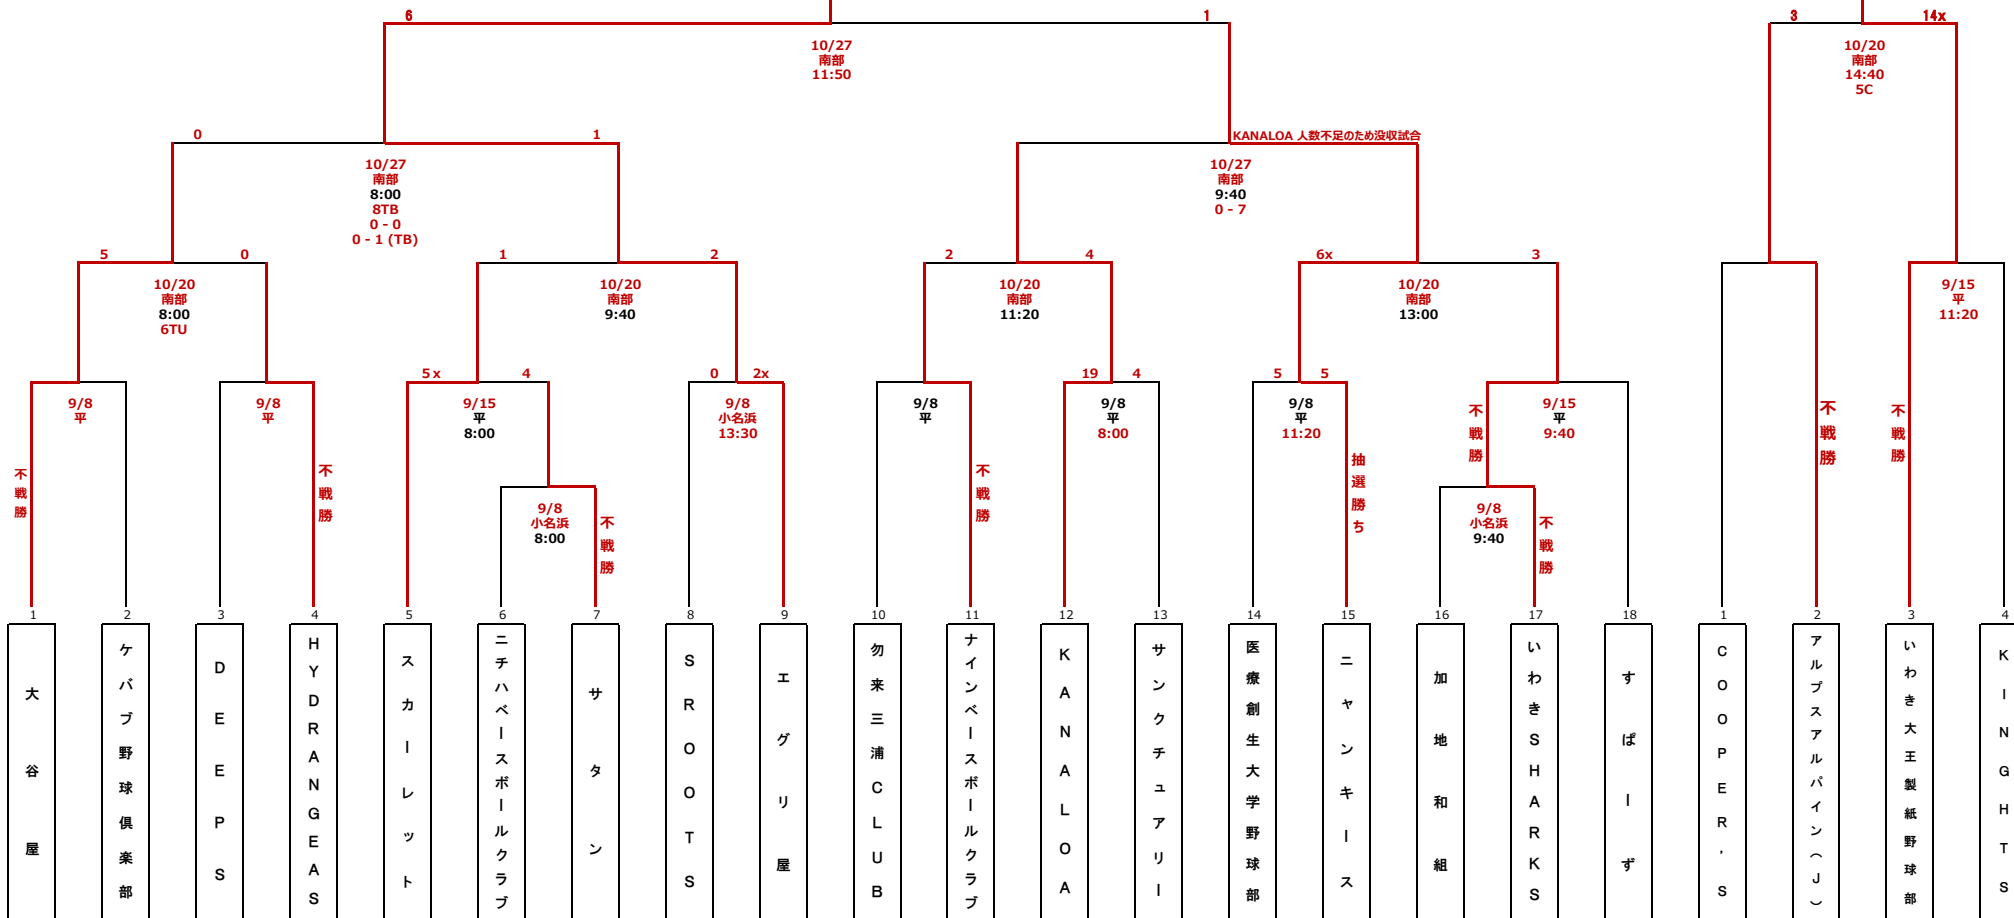 6
1
10/27
南部
11:50
3
14x
10/20
南部
14:40
5C
0
1
10/27
南部
8:00
8TB
0 - 0
0 - 1 (TB)
KANALOA 人数不足のため没収試合
10/27
南部
9:40
0 - 7
5
0
10/20
南部
8:00
6TU
1
2
10/20
南部
9:40
2
4
10/20
南部
11:20
6x
3
10/20
南部
13:00
9/15
平
11:20
9/8
平
9/8
平
5x
4
9/15
平
8:00
0
2x
9/8
小名浜
13:30
9/8
平
19
4
9/8
平
8:00
5
5
9/8
平
11:20
不戦勝
9/15
平
9:40
不戦勝
不戦勝
不戦勝
不戦勝
9/8
小名浜
8:00
不戦勝
不戦勝
抽選勝ち
9/8
小名浜
9:40
不戦勝
1
2
3
4
5
6
7
8
9
10
11
12
13
14
15
16
17
18
1
2
3
4
大谷屋
ケバブ野球倶楽部
DEEPS
HYDRANGEAS
スカーレット
ニチハベースボールクラブ
サタン
SROOTS
エグリ屋
勿来三浦CLUB
ナインベースボールクラブ
KANALOA
サンクチュアリー
医療創生大学野球部
ニャンキース
加地和組
いわきSHARKS
すぱーず
COOPER'S
アルプスアルパイン(J)
いわき大王製紙野球部
KINGHTS